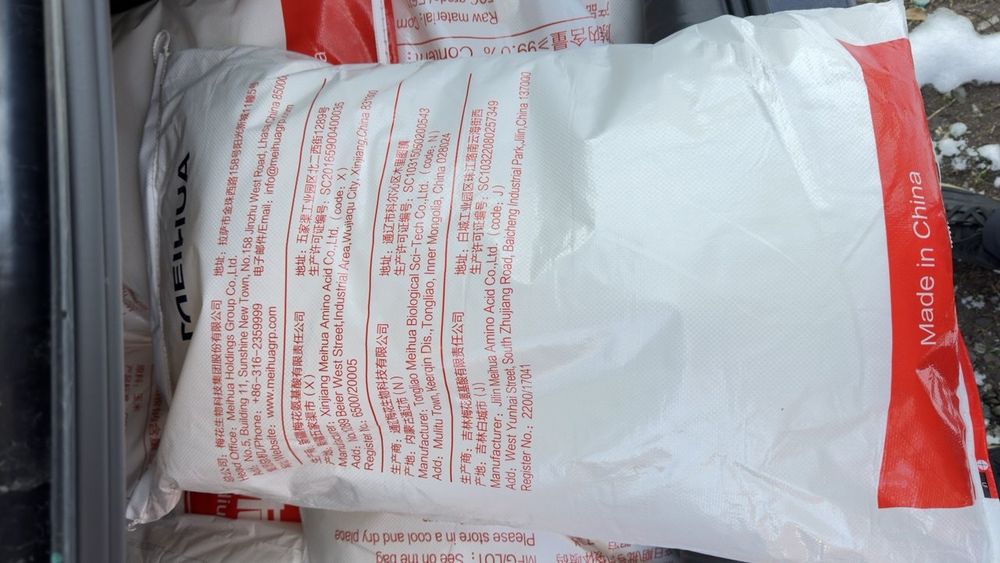 MEIHUA
公司：梅花生物科技集团股份有限公司 地址：拉萨市金珠西路158号阳光新城11幢5号
Head Office: Meihua Holdings Group Co.,Ltd.
Add: No.5, Building 11, Sunshine New Town, No.158 Jinzhu West Road, Lhasa,China 850000
电话/Phone: +86-316-2359999 电子邮件/Email: info@meihuagrp.com
网址/Website: www.meihuagrp.com
生产商：新疆梅花氨基酸有限责任公司 地址：五家渠工业园区北二西街1289号
产地：新疆五家渠市（X） 生产许可证编号：SC20165900400035
Manufacturer: Xinjiang Meihua Amino Acid Co.,Ltd.（code: X）
Add: No.1289 Beier West Street,Industrial Area,Wujiaqu City, Xinjiang,China 831300
Register No.: 6500/20005
生产商：通辽梅花生物科技有限公司 地址：通辽市科尔沁区木里图镇
产地：内蒙古通辽市（N） 生产许可证编号：SC10315050200543
Manufacturer: Tongliao Meihua Biological Sci-Tech Co.,Ltd.（code: N）
Add: Mulitu Town, Keerqin Dis.,Tongliao, Inner Mongolia, China 028024
生产商：吉林梅花氨基酸有限责任公司 地址：白城工业园区珠江路南云海街西
产地：吉林白城市（J） 生产许可证编号：SC10322080257349
Manufacturer: Jilin Meihua Amino Acid Co.,Ltd.（code: J）
Add: West Yunhai Street, South Zhujiang Road, Baicheng Industrial Park,Jilin,China 137000
Register No.: 2200/17041
Made in China
Raw material: Corn
Content: ≥99.0%
Please store in a cool and dry place
MFG/LOT: See on the bag